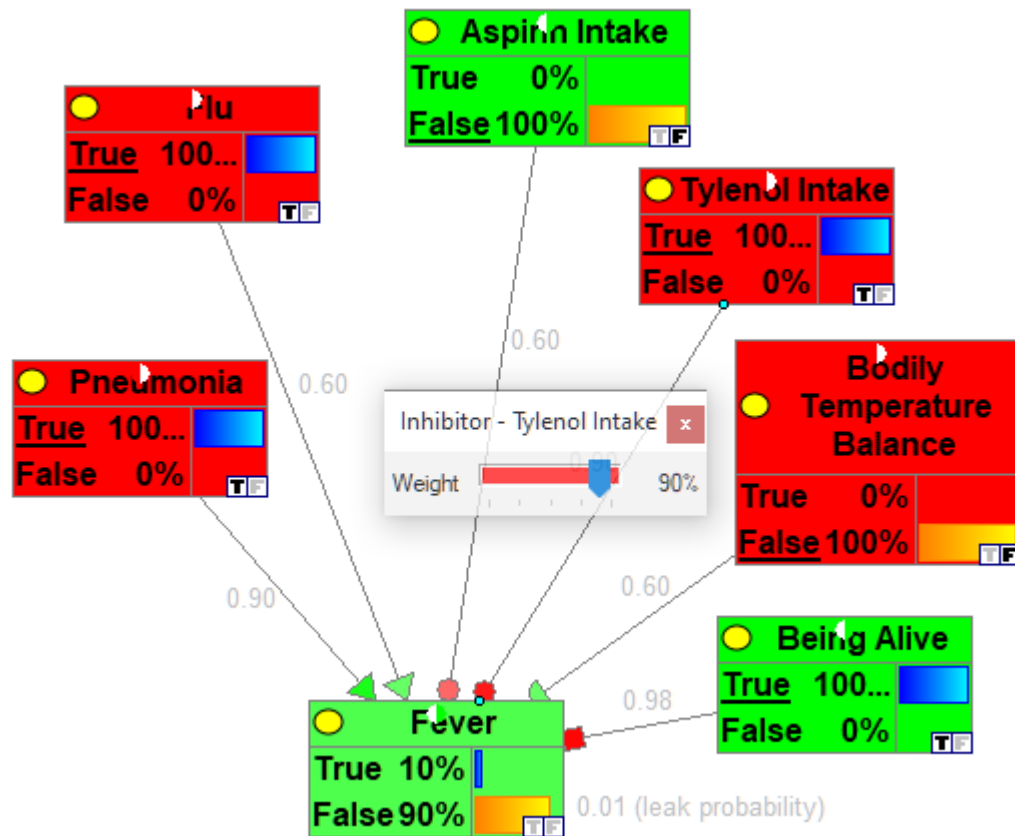 Aspirin Intake
True 0%
False 100%
T F
Flu
True 100...
False 0%
T F
Tylenol Intake
True 100...
False 0%
T F
0.60
0.60
Bodily
Temperature
Balance
True 0%
False 100%
T F
Pneumonia
True 100...
False 0%
T F
Inhibitor - Tylenol Intake x
0.90
Weight 90%
0.90
0.60
Being Alive
True 100...
False 0%
T F
0.98
Fever
True 10%
False 90%
T F
0.01 (leak probability)